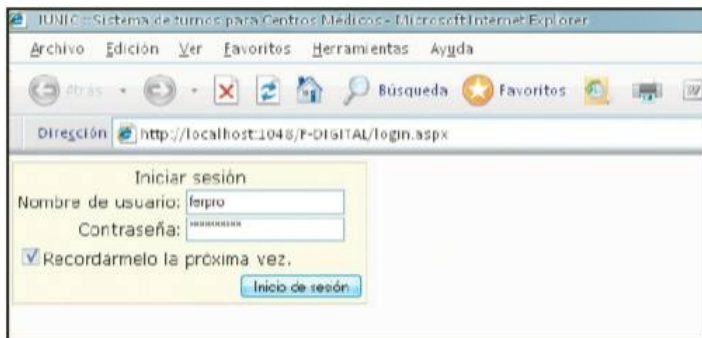 IUNIC :: Sistema de turnos para Centros Médicos - Microsoft Internet Explorer
Archivo Edición Ver Favoritos Herramientas Ayuda
Atrás Búsqueda Favoritos
Dirección http://localhost:1048/F-DIGITAL/login.aspx
Iniciar sesión
Nombre de usuario: ferpro
Contraseña: **********
Recordármelo la próxima vez.
Inicio de sesión